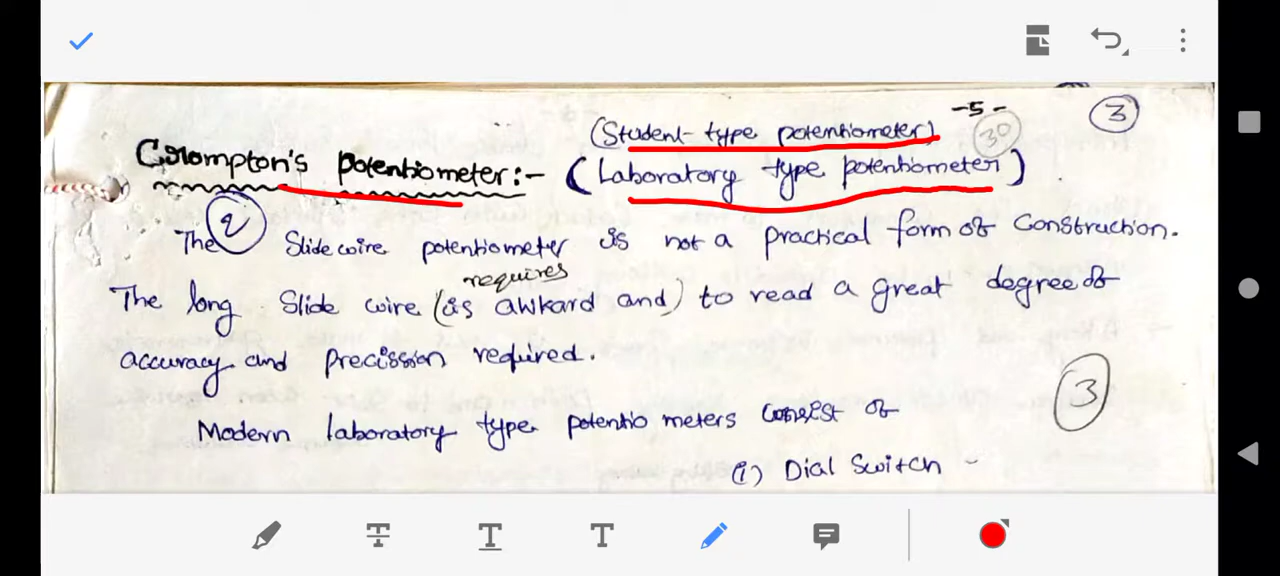 -5-
3
(Student-type potentiometer)
30
Crompton's potentiometer:- (Laboratory type potentiometer)
2
The Slide wire potentiometer is not a practical form of Construction.
requires
The long Slide wire (is awkard and) to read a great degree of
accuracy and precission required.
3
Modern laboratory type potentio meters consist of
(i) Dial Switch -
T T T